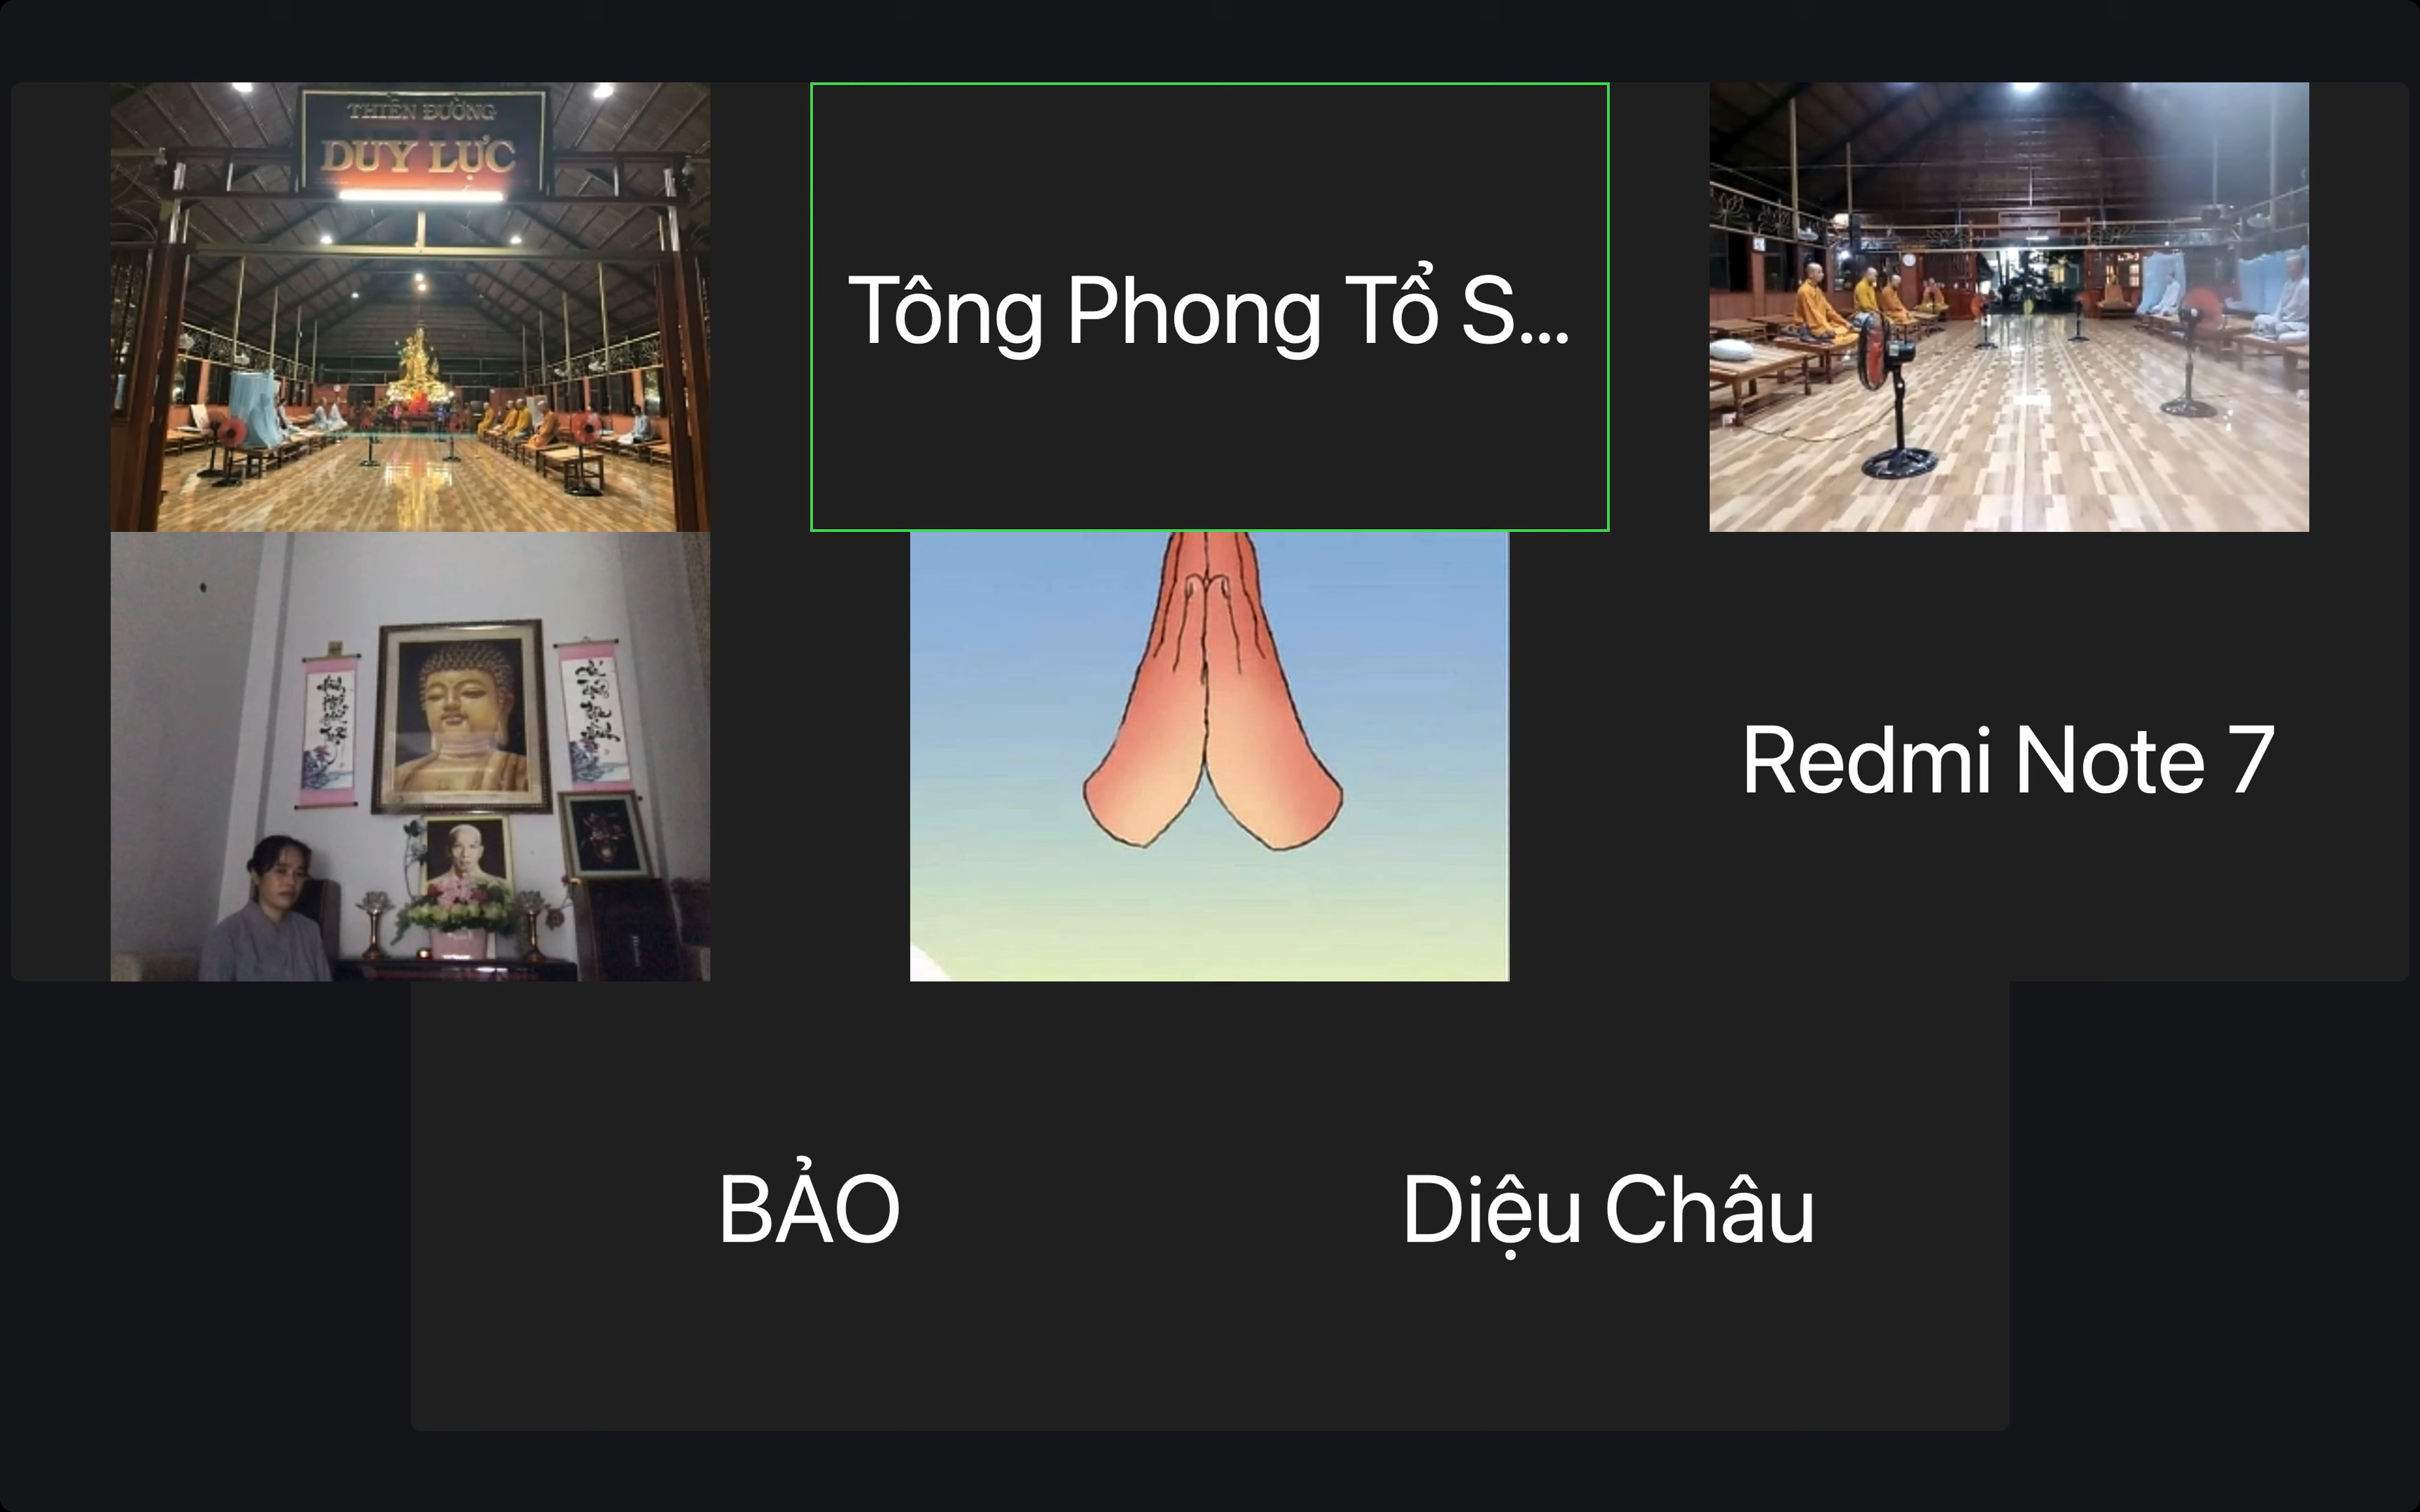 THIỀN ĐƯỜNG
DUY LỰC
Tông Phong Tổ S...
Redmi Note 7
BẢO
Diệu Châu